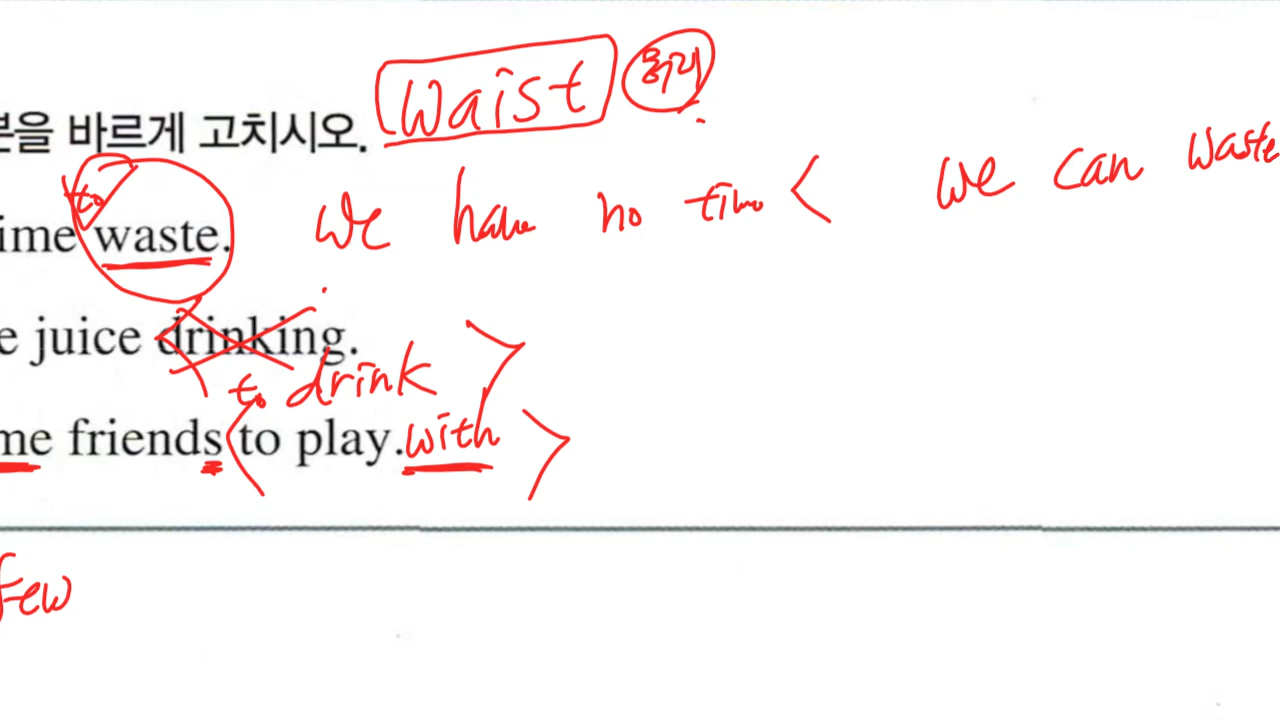 Waist 허리
분을 바르게 고치시오.
to
ime waste. We have no time < We can waste
e juice drinking.
to drink
me friends to play. with
Few